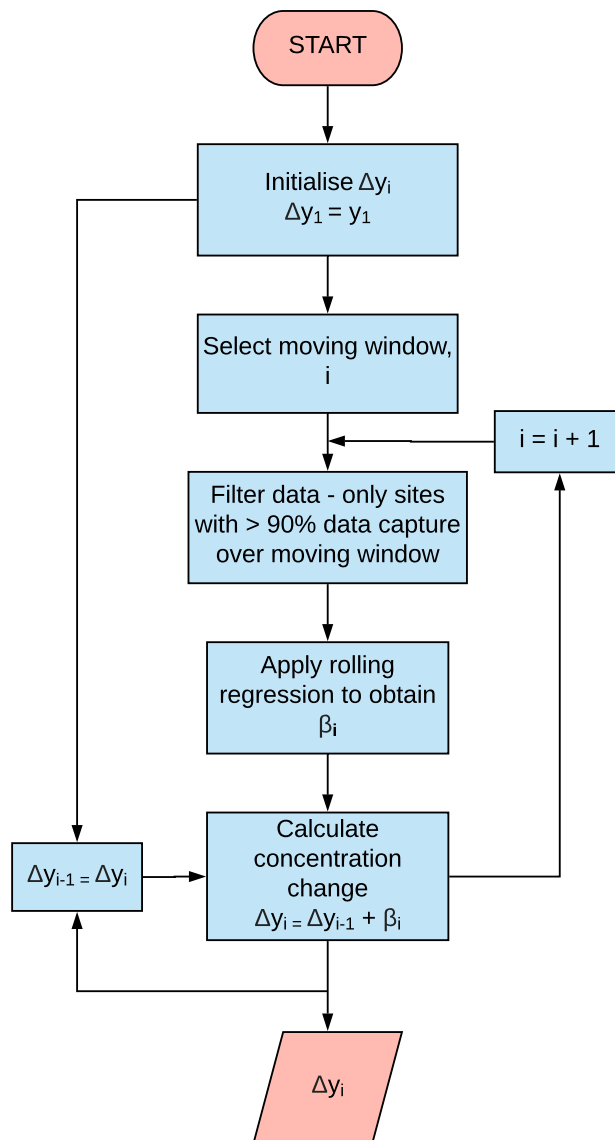 START
Initialise Δyᵢ
Δy₁ = y₁
Select moving window,
i
i = i + 1
Filter data - only sites
with > 90% data capture
over moving window
Apply rolling
regression to obtain
βᵢ
Calculate
concentration
change
Δyᵢ = Δyᵢ₋₁ + βᵢ
Δyᵢ₋₁ = Δyᵢ
Δyᵢ